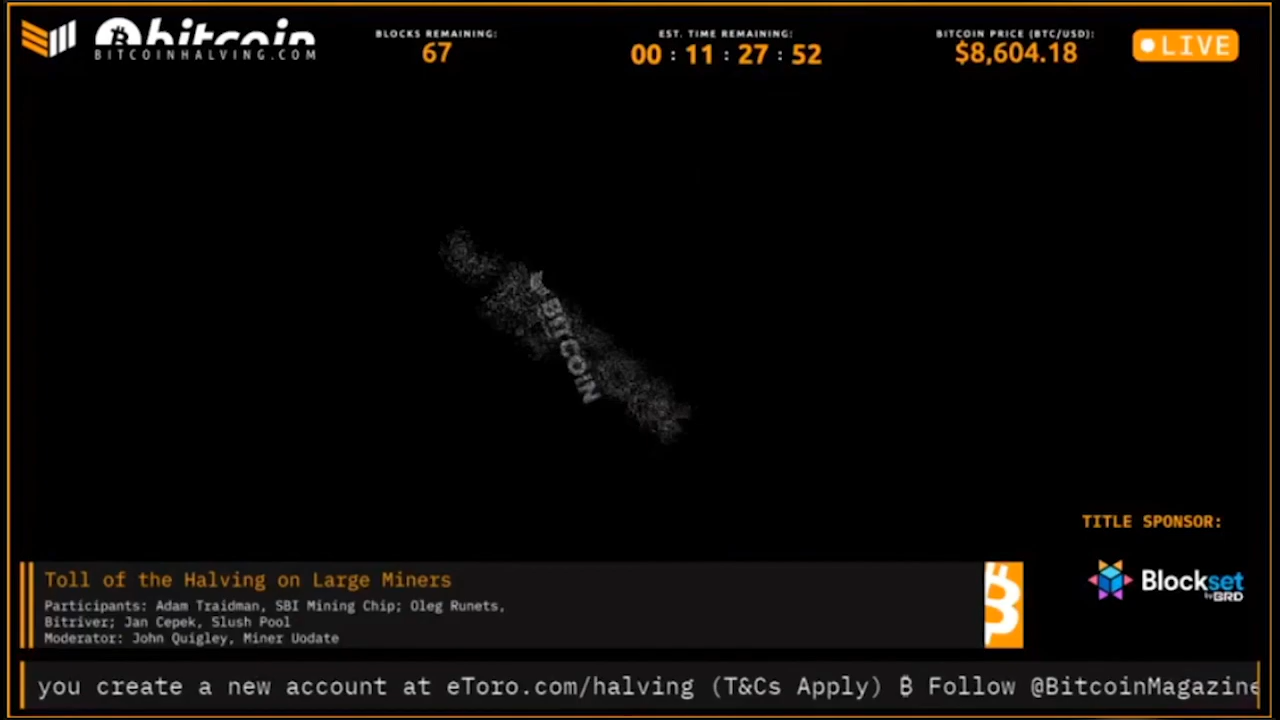 bitcoin
BITCOINHALVING.COM
BLOCKS REMAINING:
67
EST. TIME REMAINING:
00 : 11 : 27 : 52
BITCOIN PRICE (BTC/USD):
$8,604.18
LIVE
BITCOIN
TITLE SPONSOR:
Blockset
by BRD
Toll of the Halving on Large Miners
Participants: Adam Traidman, SBI Mining Chip; Oleg Runets,
Bitriver; Jan Cepek, Slush Pool
Moderator: John Quigley, Miner Uodate
you create a new account at eToro.com/halving (T&Cs Apply) ₿ Follow @BitcoinMagazine